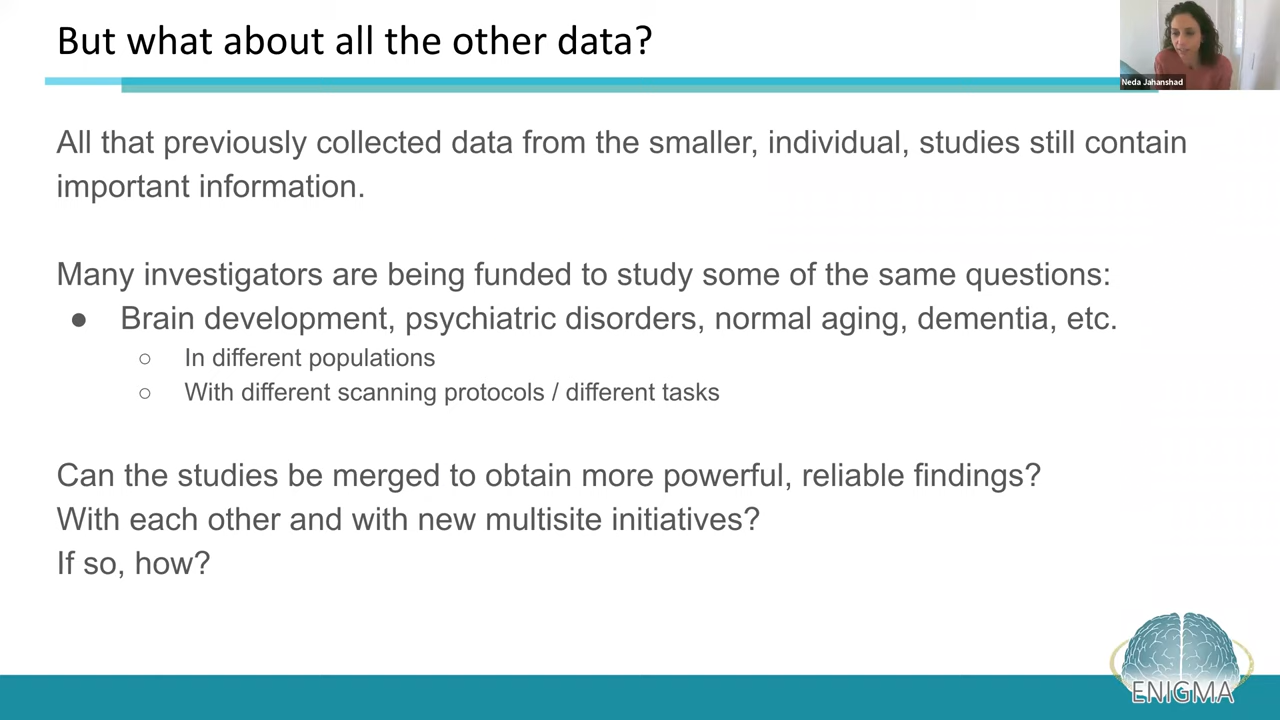 But what about all the other data?
Neda Jahanshad
All that previously collected data from the smaller, individual, studies still contain
important information.
Many investigators are being funded to study some of the same questions:
● Brain development, psychiatric disorders, normal aging, dementia, etc.
○ In different populations
○ With different scanning protocols / different tasks
Can the studies be merged to obtain more powerful, reliable findings?
With each other and with new multisite initiatives?
If so, how?
ENIGMA